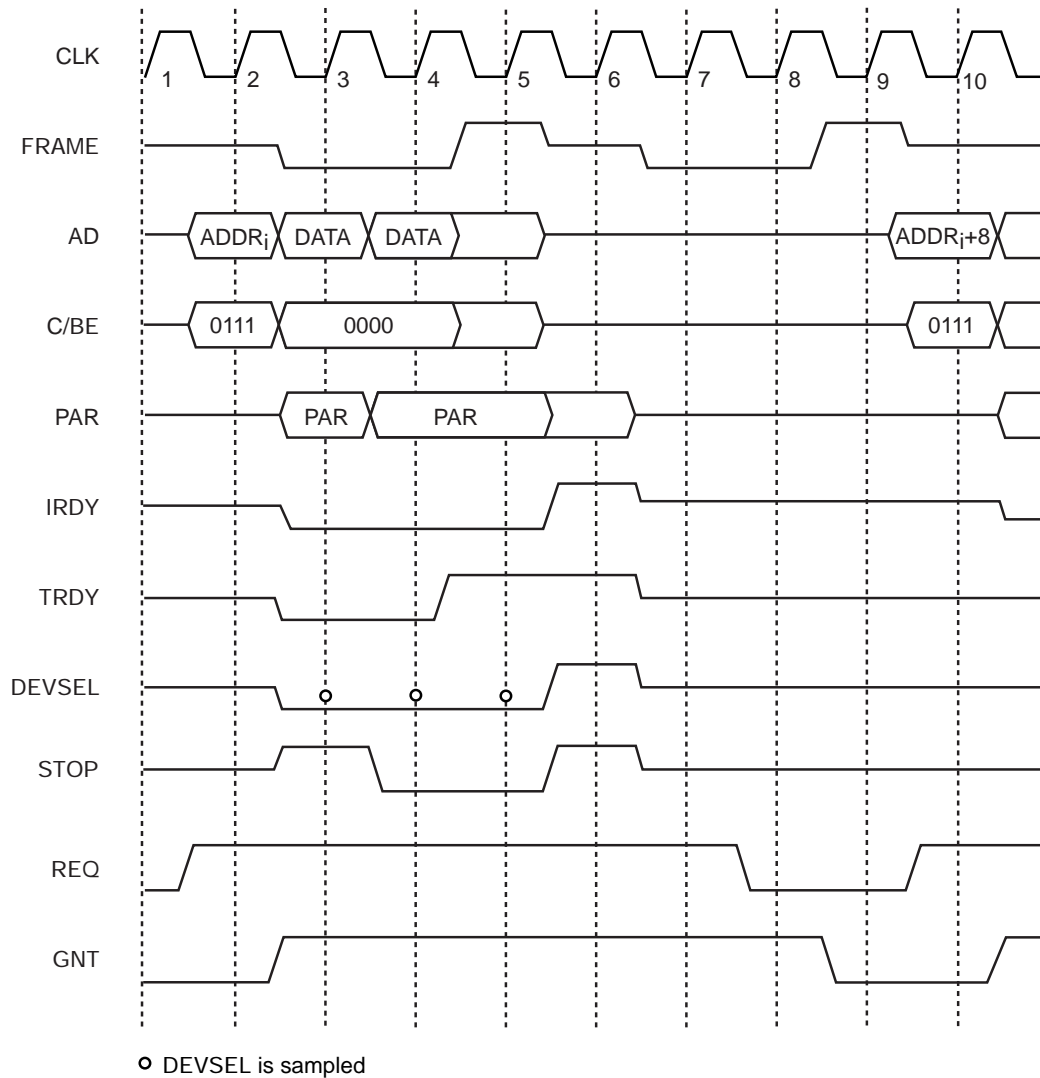 CLK
1 2 3 4 5 6 7 8 9 10
FRAME
AD
ADDRi DATA DATA ADDRi+8
C/BE
0111 0000 0111
PAR
PAR PAR
IRDY
TRDY
DEVSEL
STOP
REQ
GNT
DEVSEL is sampled